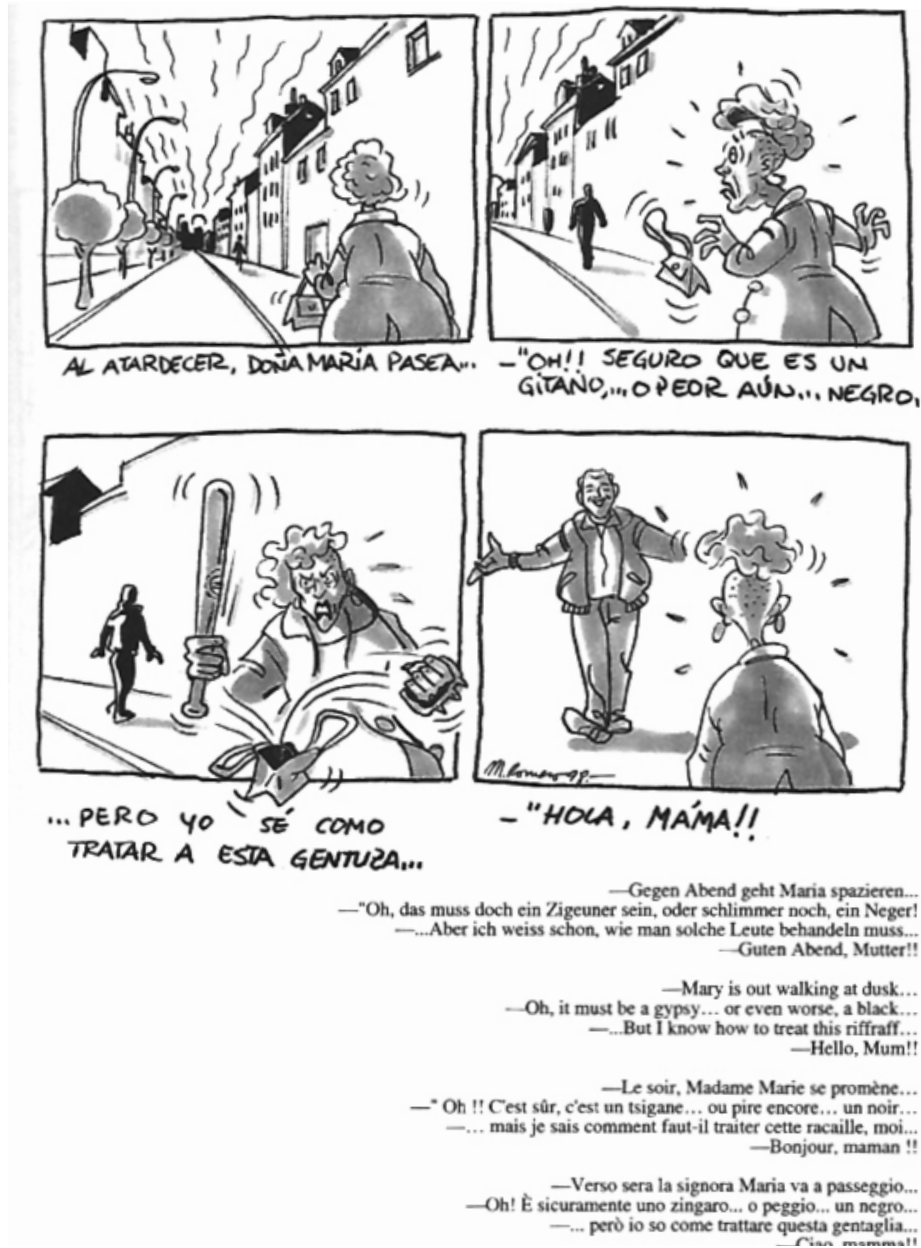 AL ATARDECER, DOÑA MARÍA PASEA...
–"OH!! SEGURO QUE ES UN
GITANO,... O PEOR AÚN... NEGRO.
M. Romero 98.–
...PERO YO SÉ COMO
TRATAR A ESTA GENTUZA...
–"HOLA, MÁMA!!
—Gegen Abend geht Maria spazieren...
—"Oh, das muss doch ein Zigeuner sein, oder schlimmer noch, ein Neger!
—...Aber ich weiss schon, wie man solche Leute behandeln muss...
—Guten Abend, Mutter!!
—Mary is out walking at dusk...
—Oh, it must be a gypsy... or even worse, a black...
—...But I know how to treat this riffraff...
—Hello, Mum!!
—Le soir, Madame Marie se promène...
—" Oh !! C'est sûr, c'est un tsigane... ou pire encore... un noir...
—... mais je sais comment faut-il traiter cette racaille, moi...
—Bonjour, maman !!
—Verso sera la signora Maria va a passeggio...
—Oh! È sicuramente uno zingaro... o peggio... un negro...
—... però io so come trattare questa gentaglia...
—Ciao, mamma!!